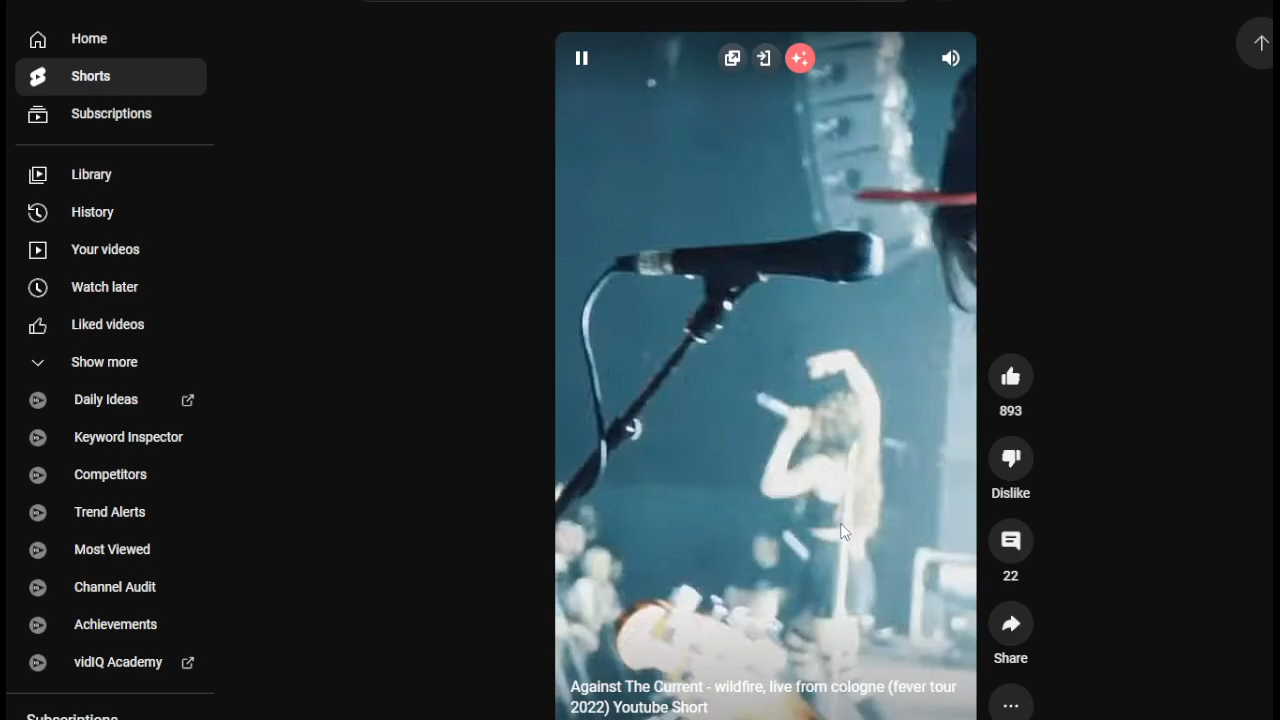 Home
Shorts
Subscriptions
Library
History
Your videos
Watch later
Liked videos
Show more
Daily Ideas
Keyword Inspector
Competitors
Trend Alerts
Most Viewed
Channel Audit
Achievements
vidIQ Academy
Subscriptions
893
Dislike
22
Share
Against The Current - wildfire, live from cologne (fever tour
2022) Youtube Short